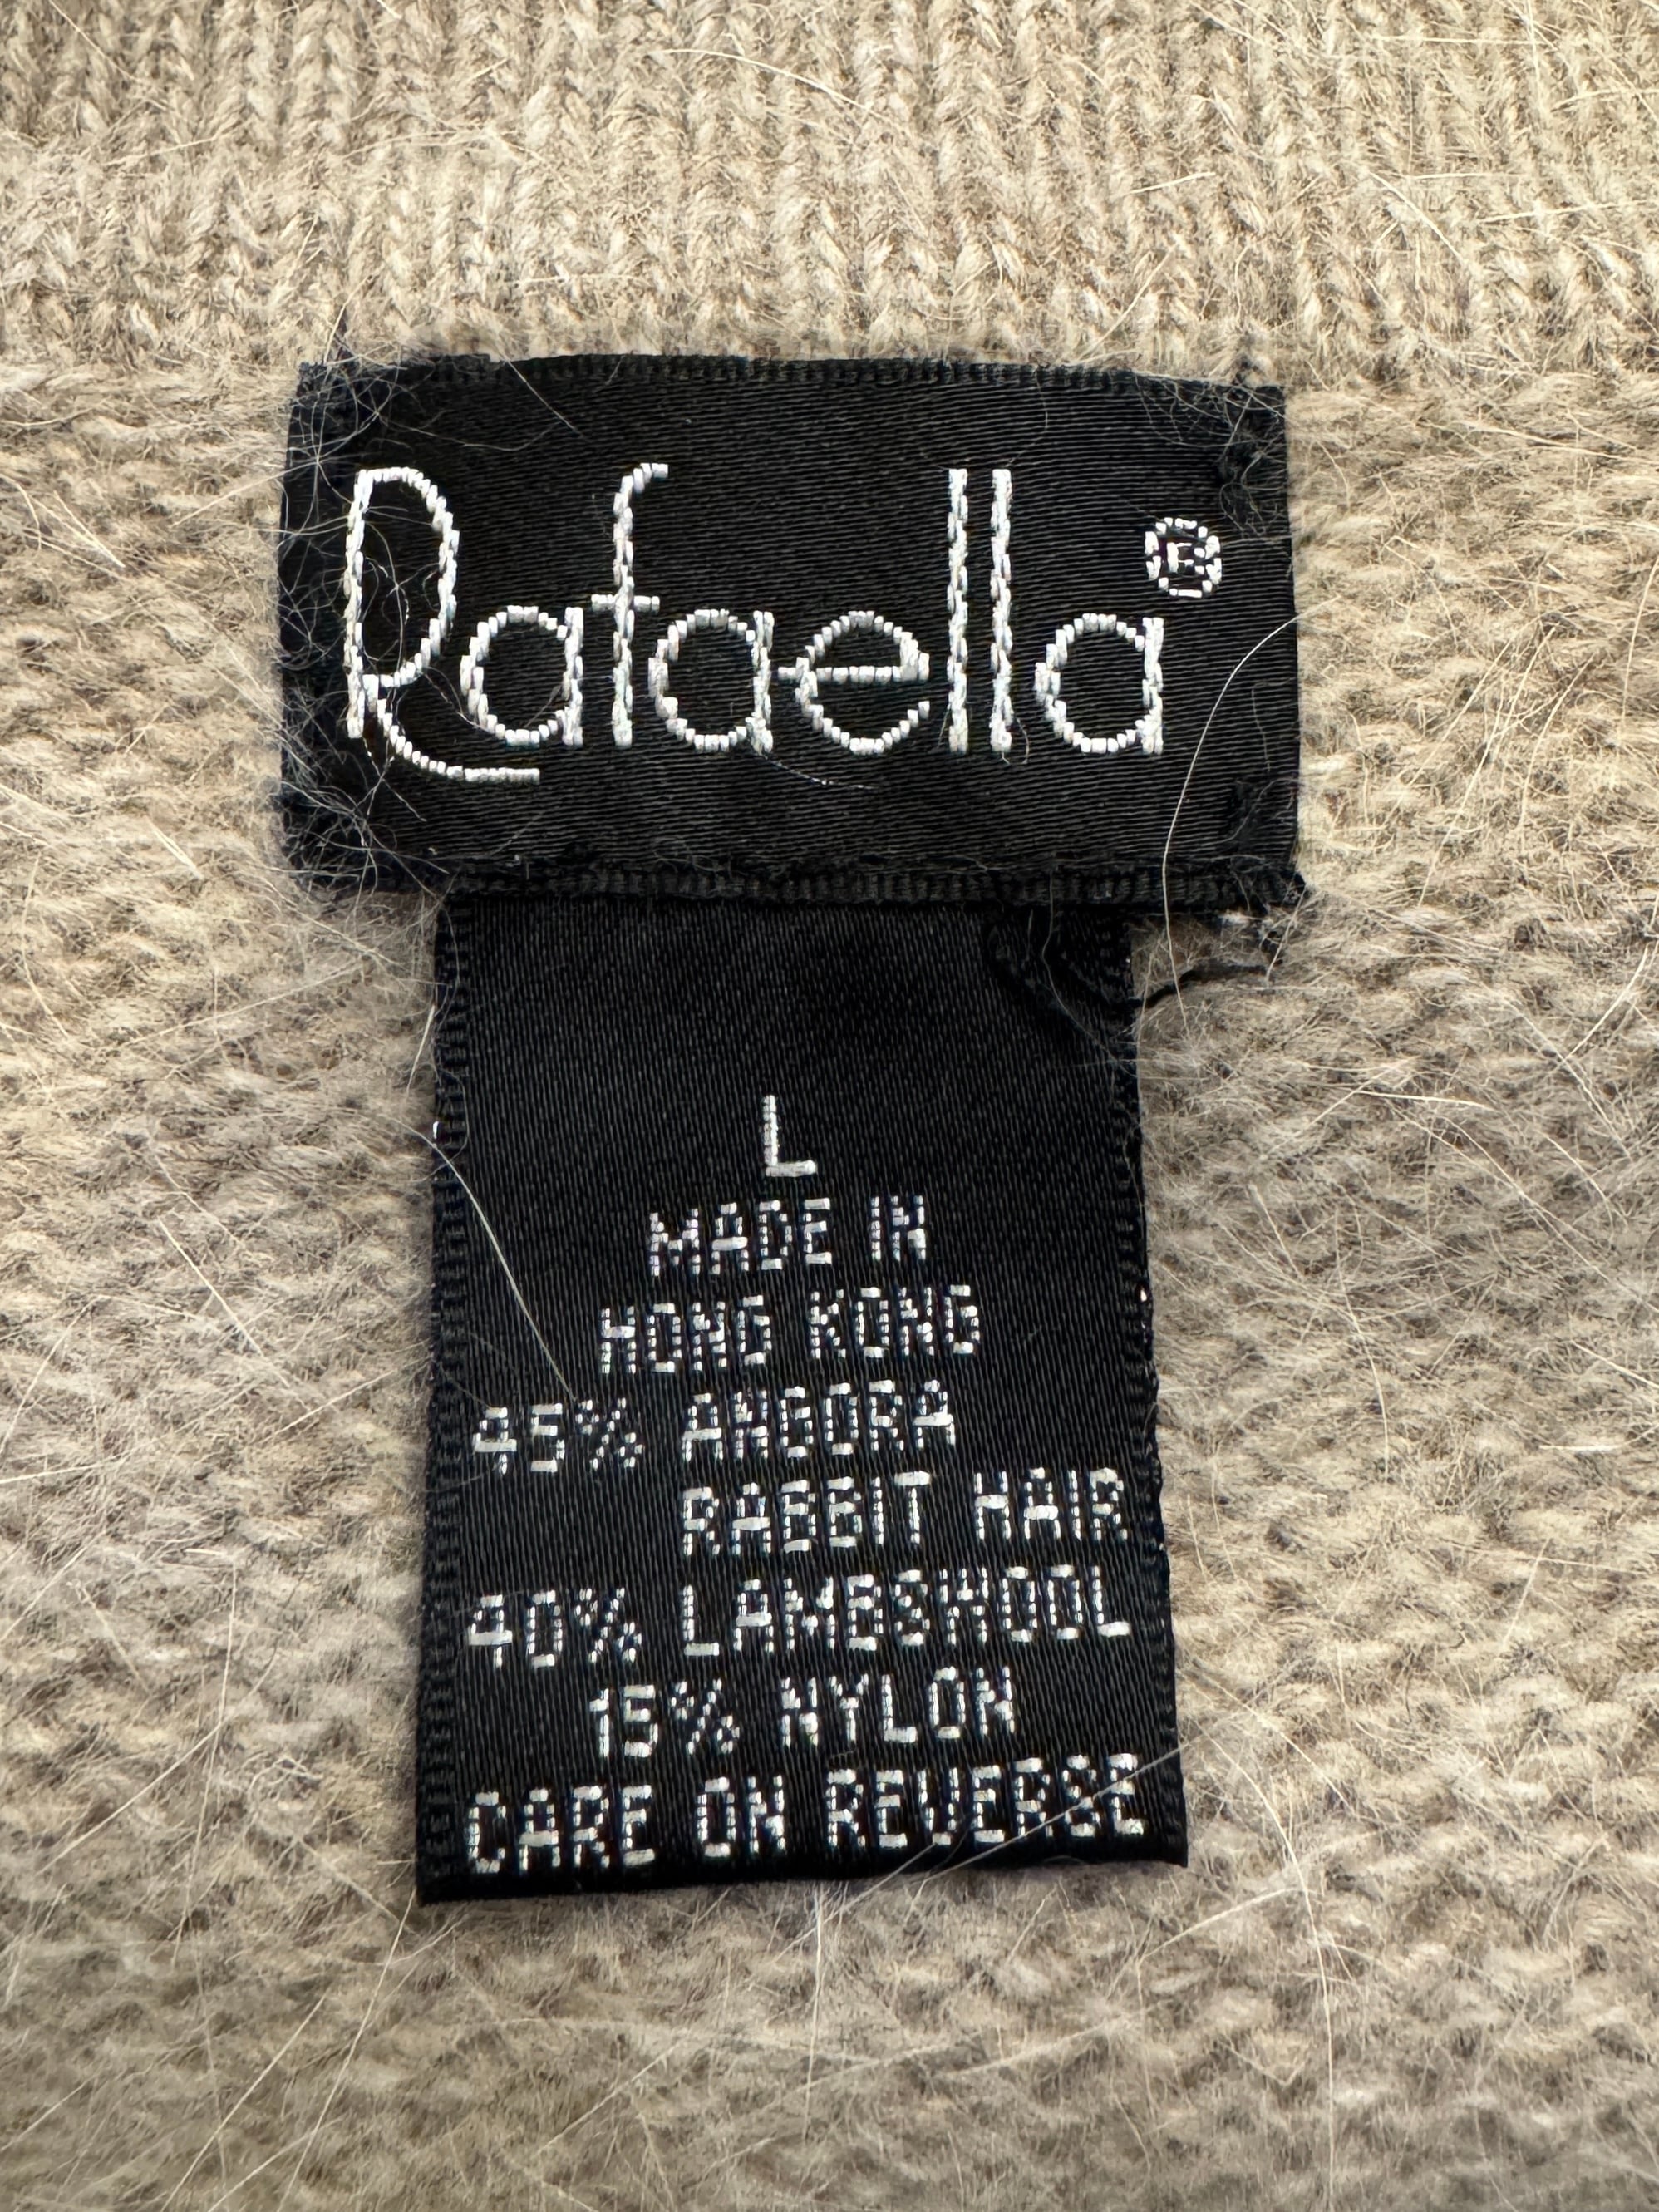 Rafaella®
L
MADE IN
HONG KONG
45% ANGORA
RABBIT HAIR
40% LAMBSWOOL
15% NYLON
CARE ON REVERSE